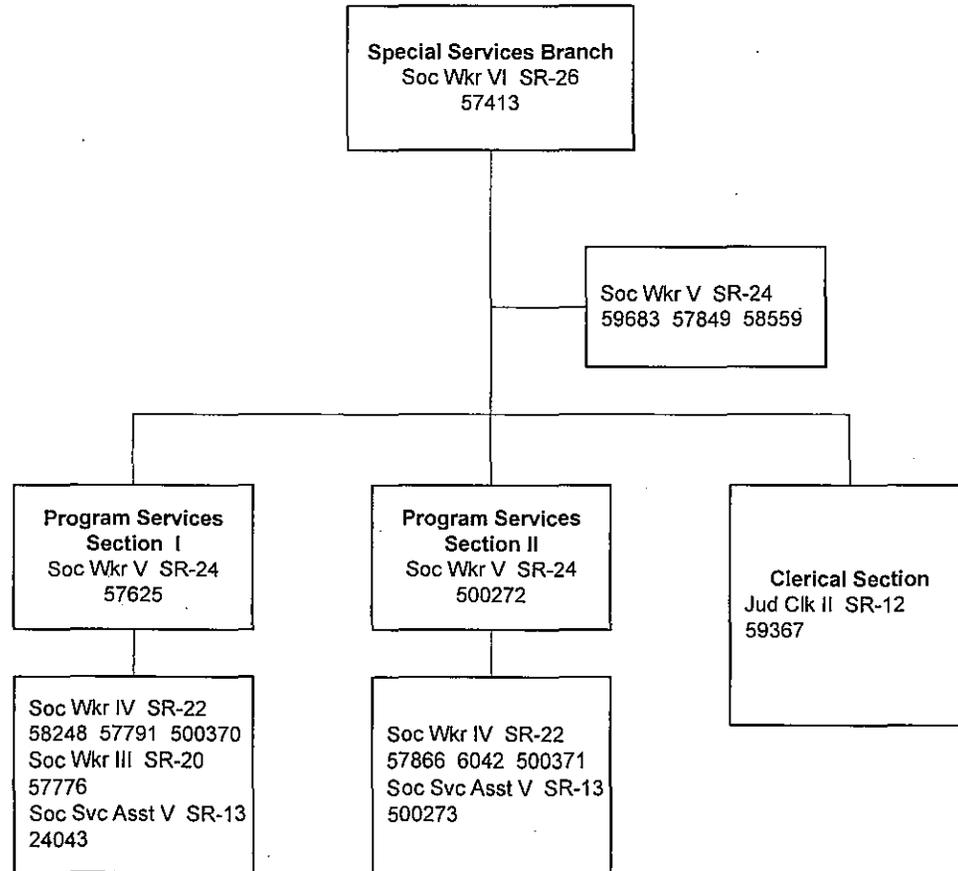 Special Services Branch
Soc Wkr VI SR-26
57413
Soc Wkr V SR-24
59683 57849 58559
Program Services
Section I
Soc Wkr V SR-24
57625
Program Services
Section II
Soc Wkr V SR-24
500272
Clerical Section
Jud Clk II SR-12
59367
Soc Wkr IV SR-22
58248 57791 500370
Soc Wkr III SR-20
57776
Soc Svc Asst V SR-13
24043
Soc Wkr IV SR-22
57866 6042 500371
Soc Svc Asst V SR-13
500273